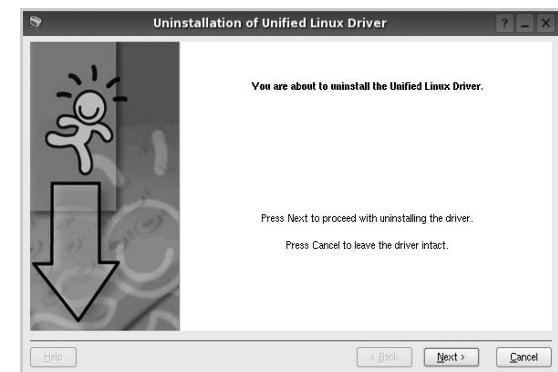 Uninstallation of Unified Linux Driver
You are about to uninstall the Unified Linux Driver.
Press Next to proceed with uninstalling the driver.
Press Cancel to leave the driver intact.
Help
< Back
Next >
Cancel